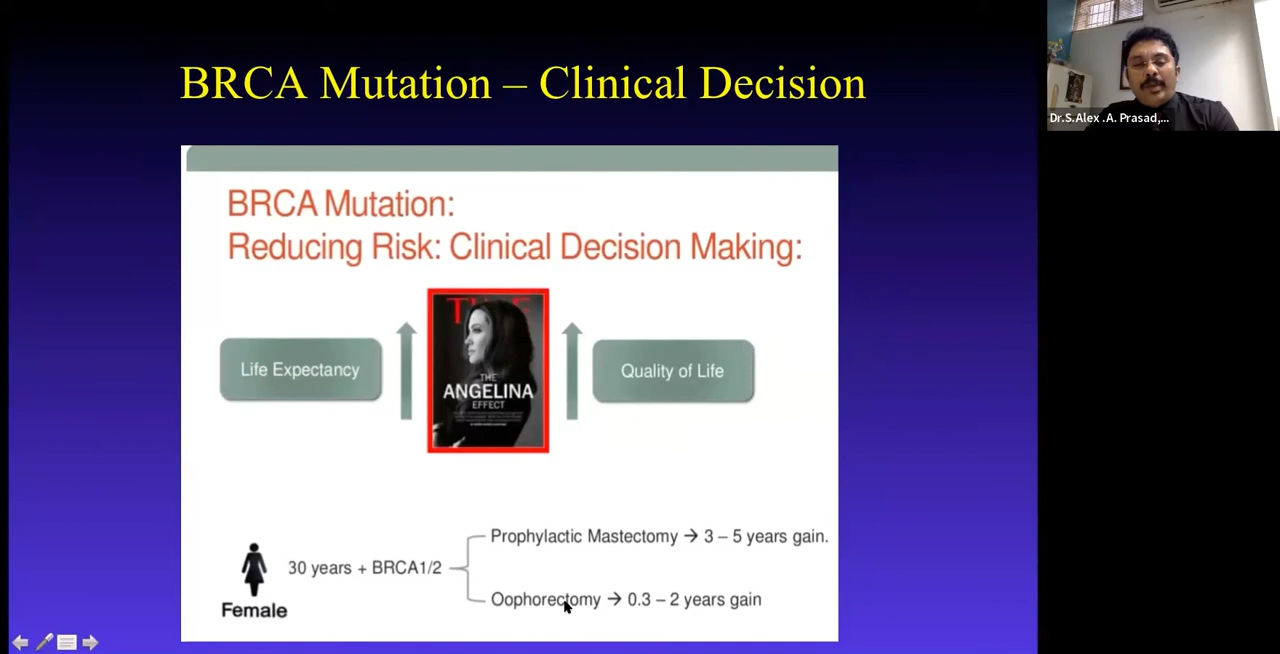 BRCA Mutation – Clinical Decision
Dr.S.Alex .A. Prasad,...
BRCA Mutation:
Reducing Risk: Clinical Decision Making:
TIME
Life Expectancy
THE
ANGELINA
EFFECT
Quality of Life
Prophylactic Mastectomy → 3 – 5 years gain.
30 years + BRCA1/2
Oophorectomy → 0.3 – 2 years gain
Female